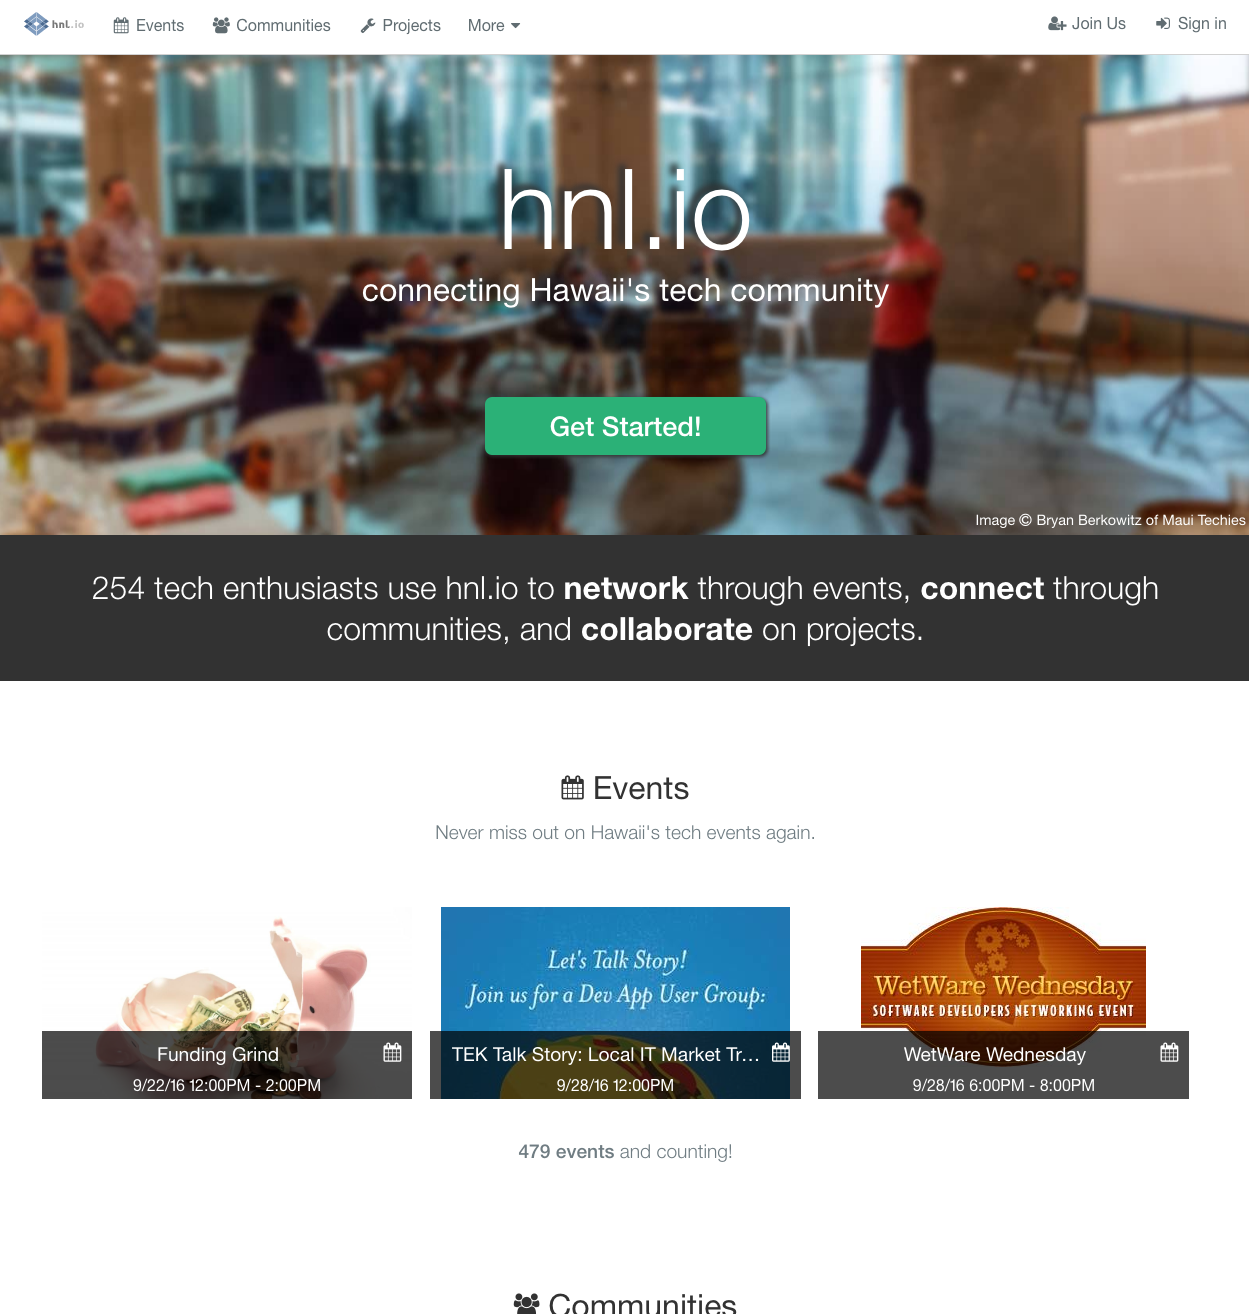 hnl.io
Events
Communities
Projects
More
Join Us
Sign in
hnl.io
connecting Hawaii's tech community
Get Started!
Image © Bryan Berkowitz of Maui Techies
254 tech enthusiasts use hnl.io to network through events, connect through
communities, and collaborate on projects.
Events
Never miss out on Hawaii's tech events again.
Funding Grind
9/22/16 12:00PM - 2:00PM
Let's Talk Story!
Join us for a Dev App User Group:
TEK Talk Story: Local IT Market Tr...
9/28/16 12:00PM
WetWare Wednesday
SOFTWARE DEVELOPERS NETWORKING EVENT
WetWare Wednesday
9/28/16 6:00PM - 8:00PM
479 events and counting!
Communities